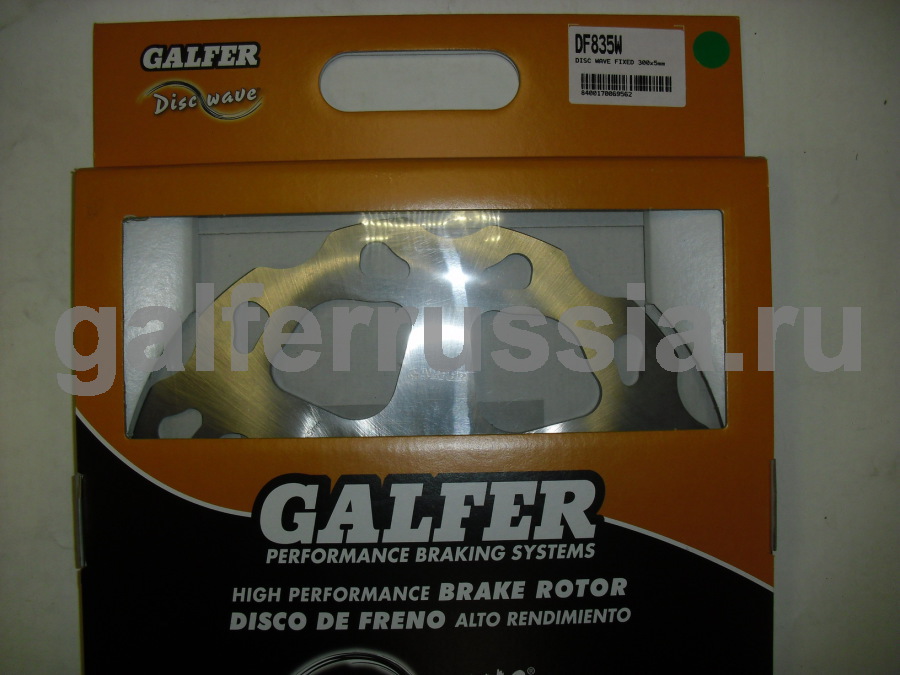 GALFER
Disc wave
DF835W
DISC WAVE FIXED 300x5mm
8400178069562
galferrussia.ru
GALFER
PERFORMANCE BRAKING SYSTEMS
HIGH PERFORMANCE BRAKE ROTOR
DISCO DE FRENO ALTO RENDIMIENTO